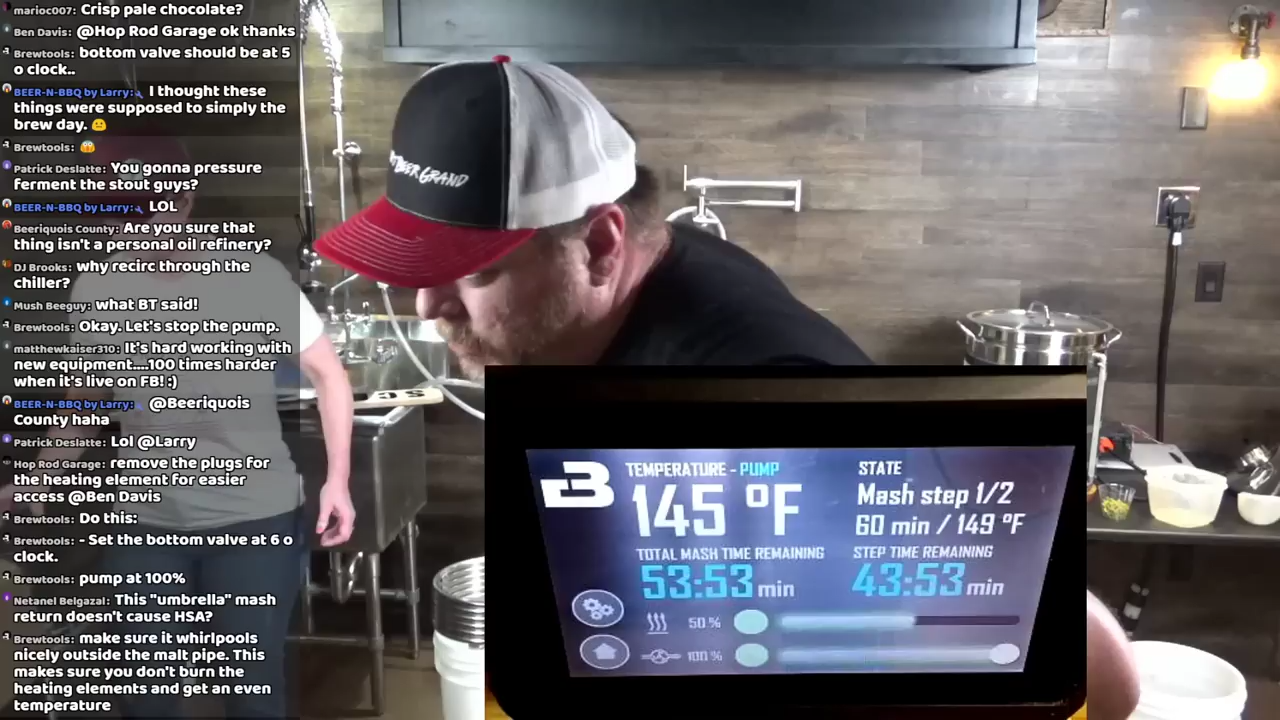 marioc007: Crisp pale chocolate?
Ben Davis: @Hop Rod Garage ok thanks
Brewtools: bottom valve should be at 5
o clock..
BEER-N-BBQ by Larry: I thought these
things were supposed to simply the
brew day. 😐
Brewtools: 😱
Patrick Deslatte: You gonna pressure
ferment the stout guys?
BEER-N-BBQ by Larry: LOL
Beeriquois County: Are you sure that
thing isn't a personal oil refinery?
DJ Brooks: why recirc through the
chiller?
Mush Beeguy: what BT said!
Brewtools: Okay. Let's stop the pump.
matthewkaiser310: It's hard working with
new equipment....100 times harder
when it's live on FB! :)
BEER-N-BBQ by Larry: @Beeriquois
County haha
Patrick Deslatte: Lol @Larry
Hop Rod Garage: remove the plugs for
the heating element for easier
access @Ben Davis
Brewtools: Do this:
Brewtools: - Set the bottom valve at 6 o
clock.
Brewtools: pump at 100%
Netanel Belgazal: This "umbrella" mash
return doesn't cause HSA?
Brewtools: make sure it whirlpools
nicely outside the malt pipe. This
makes sure you don't burn the
heating elements and get an even
temperature
BEERGRAND
B
TEMPERATURE - PUMP
145 °F
STATE
Mash step 1/2
60 min / 149 °F
TOTAL MASH TIME REMAINING
53:53 min
STEP TIME REMAINING
43:53 min
50 %
100 %